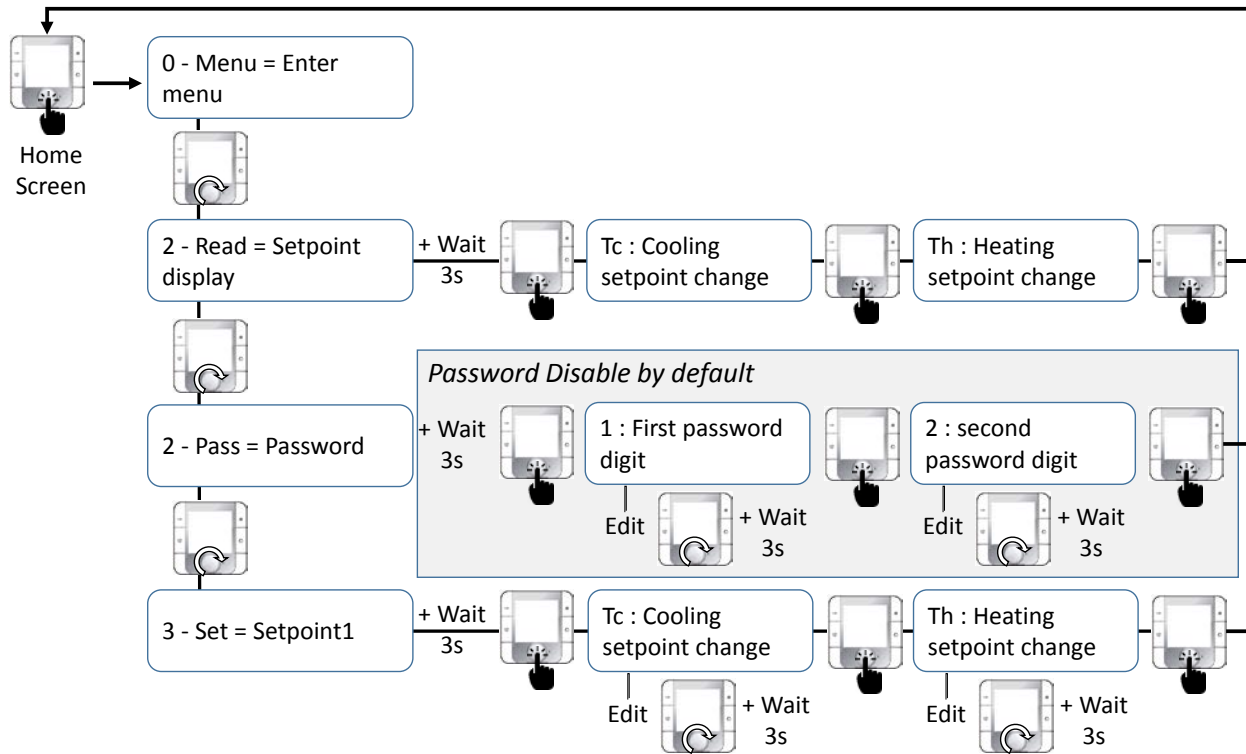 0 - Menu = Enter
menu
Home
Screen
2 - Read = Setpoint
display
+ Wait
3s
Tc : Cooling
setpoint change
Th : Heating
setpoint change
Password Disable by default
2 - Pass = Password
+ Wait
3s
1 : First password
digit
2 : second
password digit
Edit
+ Wait
3s
Edit
+ Wait
3s
3 - Set = Setpoint1
+ Wait
3s
Tc : Cooling
setpoint change
Th : Heating
setpoint change
Edit
+ Wait
3s
Edit
+ Wait
3s